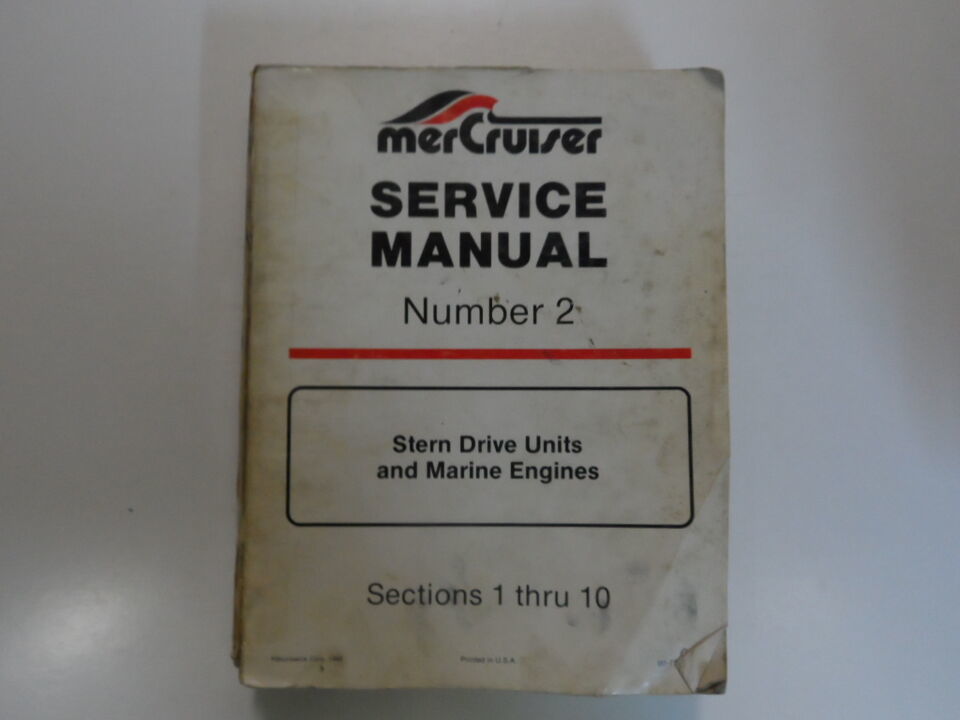 merCruiser
SERVICE
MANUAL
Number 2
Stern Drive Units
and Marine Engines
Sections 1 thru 10
Printed in U.S.A.